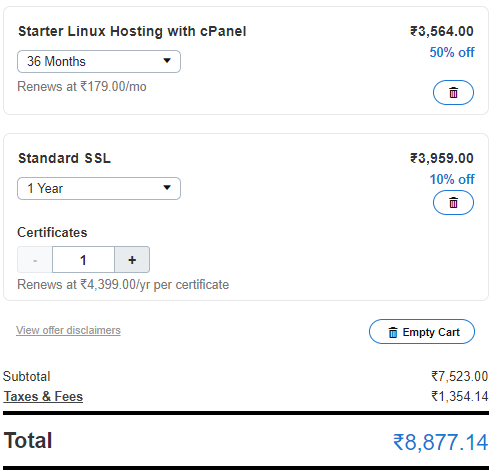 Starter Linux Hosting with cPanel ₹3,564.00
50% off
36 Months
Renews at ₹179.00/mo
Standard SSL ₹3,959.00
10% off
1 Year
Certificates
- 1 +
Renews at ₹4,399.00/yr per certificate
View offer disclaimers Empty Cart
Subtotal ₹7,523.00
Taxes & Fees ₹1,354.14
Total ₹8,877.14